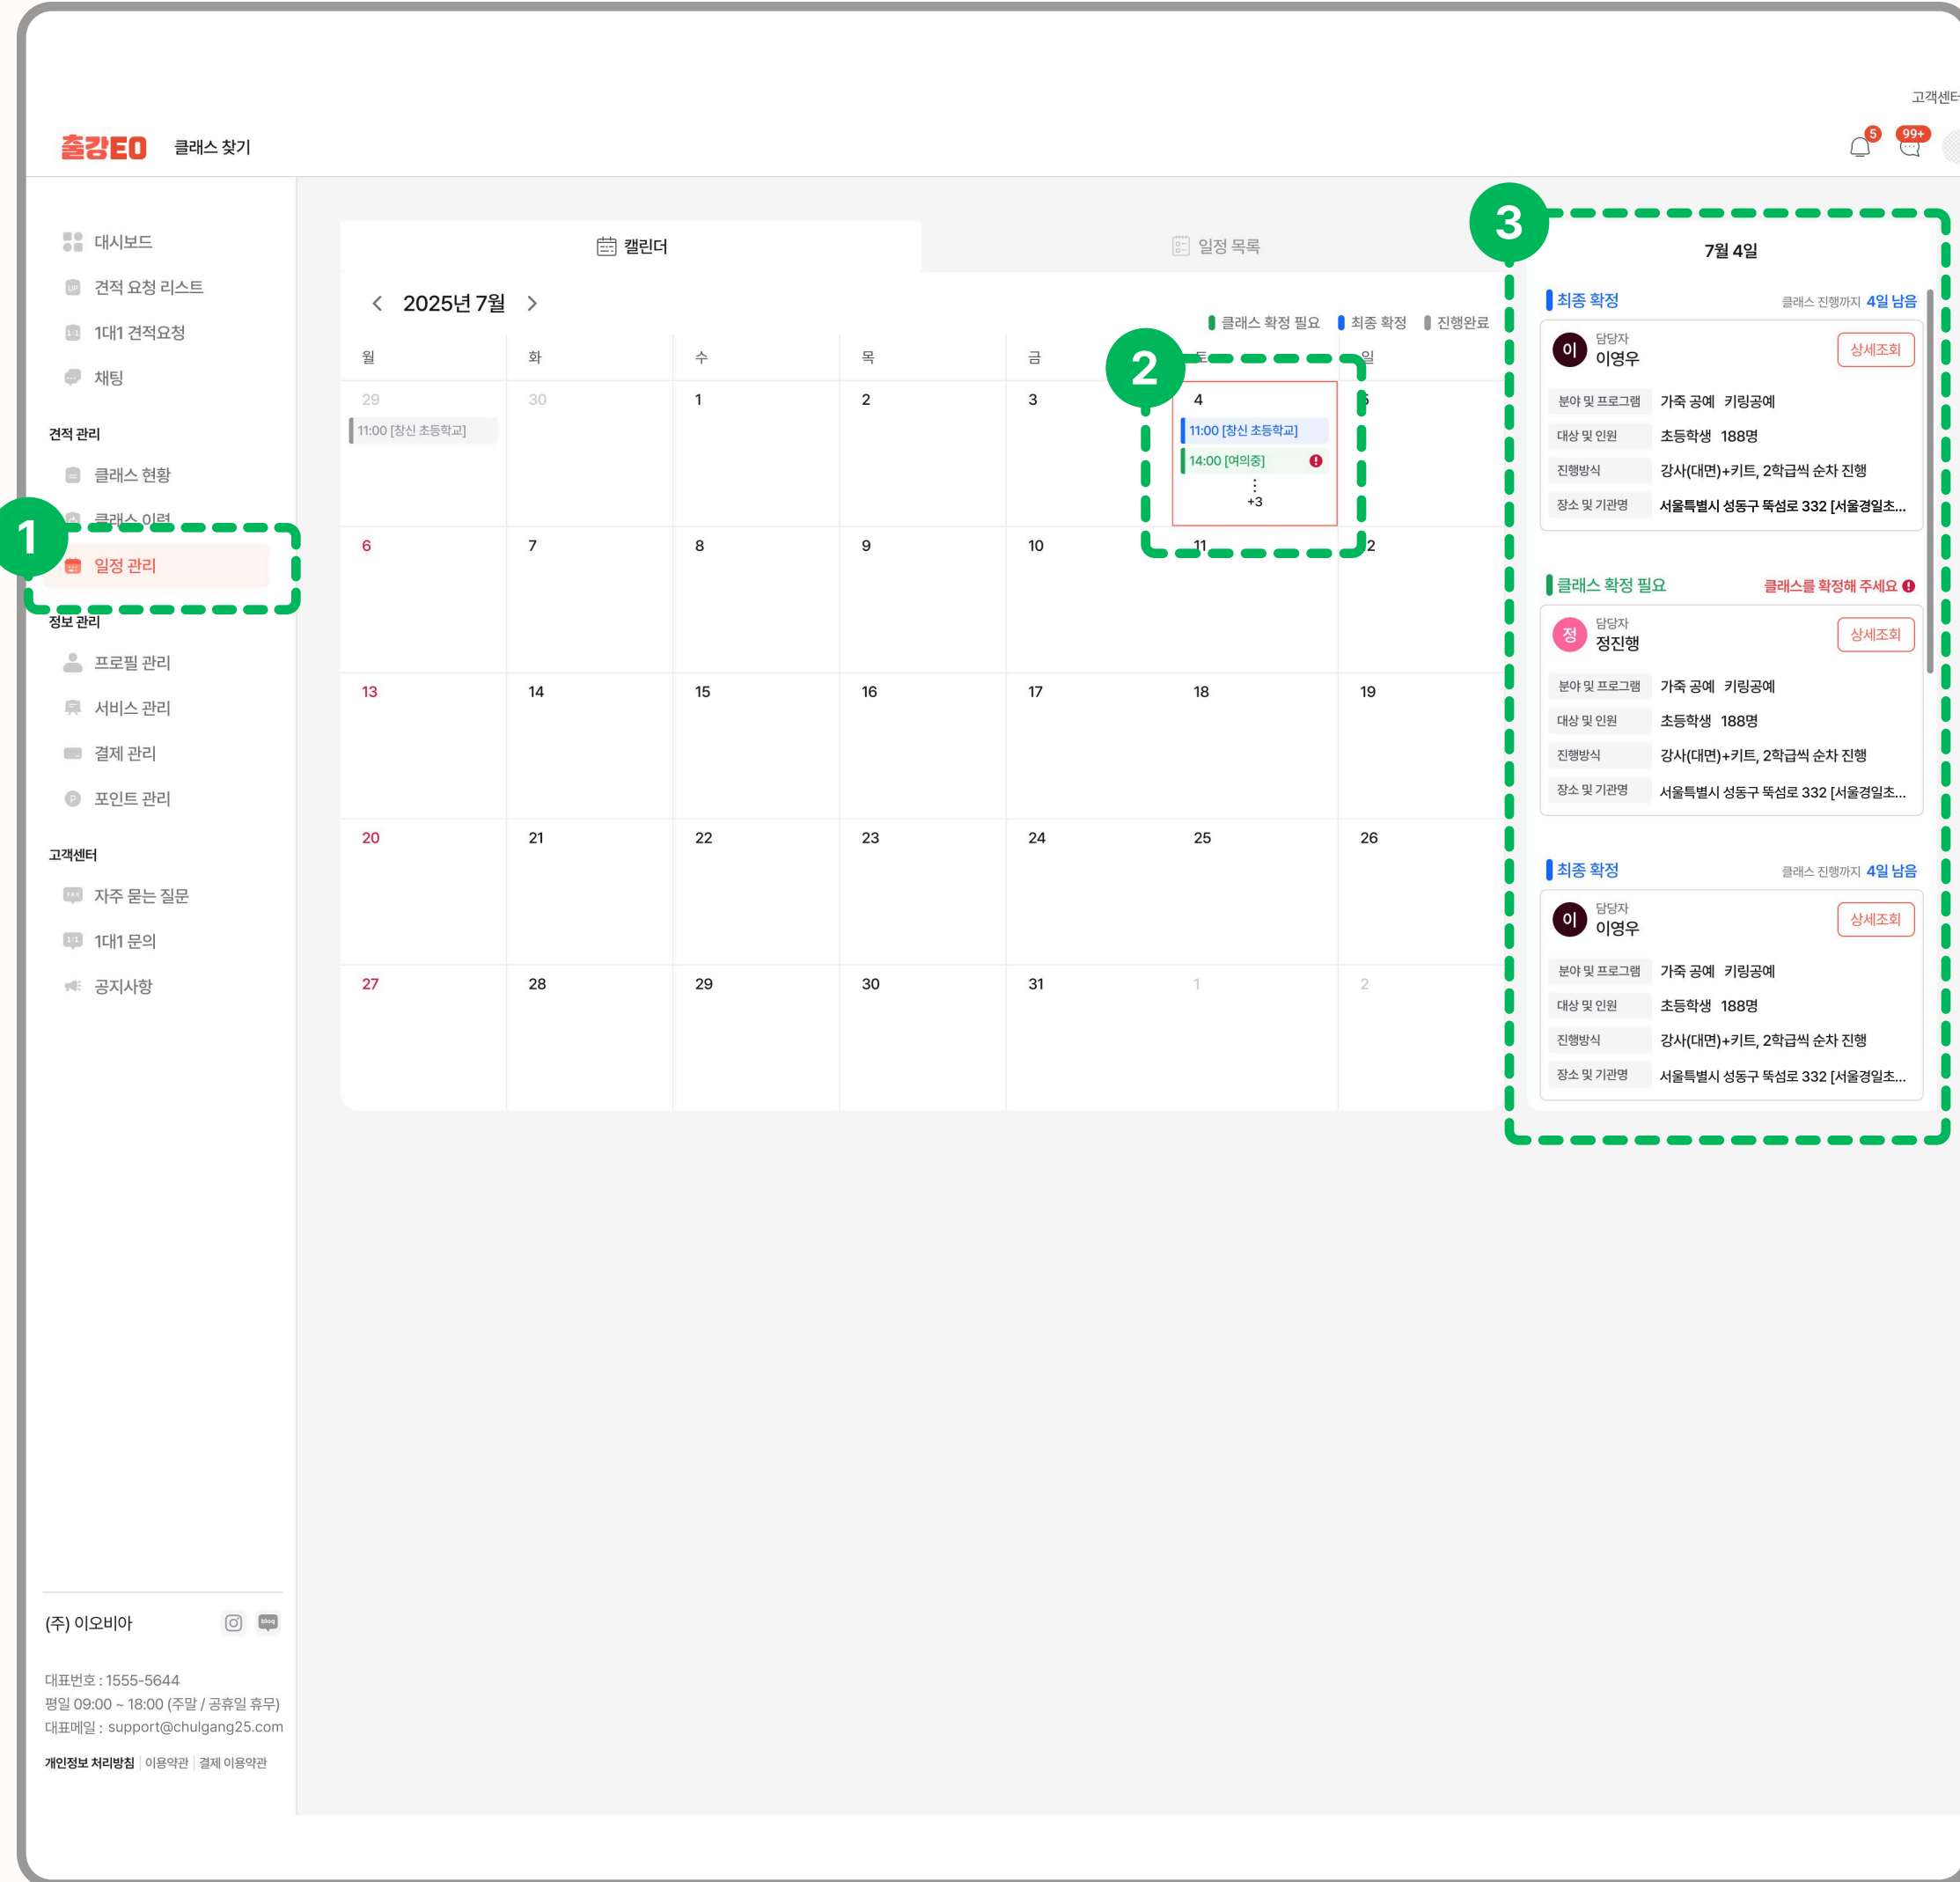 고객센터
출강EO 클래스 찾기 5 99+
대시보드
견적 요청 리스트
1대1 견적요청
채팅
견적 관리
클래스 현황
클래스 이력
1
일정 관리
정보 관리
프로필 관리
서비스 관리
결제 관리
포인트 관리
고객센터
자주 묻는 질문
1대1 문의
공지사항
(주) 이오비아
대표번호 : 1555-5644
평일 09:00 ~ 18:00 (주말 / 공휴일 휴무)
대표메일 : support@chulgang25.com
개인정보 처리방침 이용약관 결제 이용약관
캘린더 일정 목록
2025년 7월
클래스 확정 필요 최종 확정 진행완료
2
월 화 수 목 금 토 일
29 30 1 2 3 4 5
11:00 [창신 초등학교] 11:00 [창신 초등학교]
14:00 [여의중]
+3
6 7 8 9 10 11 12
13 14 15 16 17 18 19
20 21 22 23 24 25 26
27 28 29 30 31 1 2
3
7월 4일
최종 확정 클래스 진행까지 4일 남음
이 담당자
이영우
상세조회
분야 및 프로그램 가죽 공예 키링공예
대상 및 인원 초등학생 188명
진행방식 강사(대면)+키트, 2학급씩 순차 진행
장소 및 기관명 서울특별시 성동구 뚝섬로 332 [서울경일초...
클래스 확정 필요 클래스를 확정해 주세요
정 담당자
정진행
상세조회
분야 및 프로그램 가죽 공예 키링공예
대상 및 인원 초등학생 188명
진행방식 강사(대면)+키트, 2학급씩 순차 진행
장소 및 기관명 서울특별시 성동구 뚝섬로 332 [서울경일초...
최종 확정 클래스 진행까지 4일 남음
이 담당자
이영우
상세조회
분야 및 프로그램 가죽 공예 키링공예
대상 및 인원 초등학생 188명
진행방식 강사(대면)+키트, 2학급씩 순차 진행
장소 및 기관명 서울특별시 성동구 뚝섬로 332 [서울경일초...